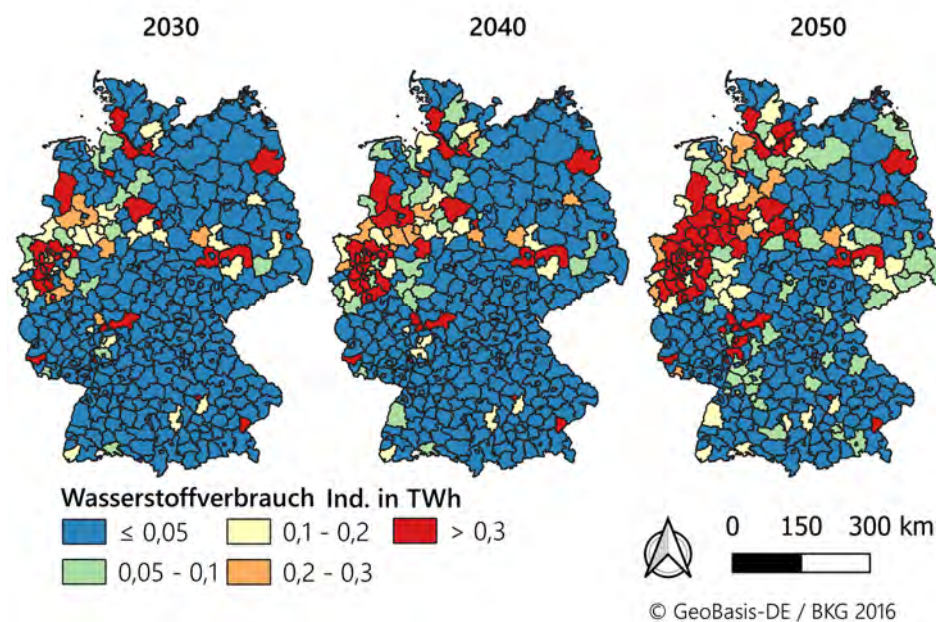 2030 2040 2050
Wasserstoffverbrauch Ind. in TWh
≤ 0,05 0,1 - 0,2 > 0,3
0,05 - 0,1 0,2 - 0,3
0 150 300 km
© GeoBasis-DE / BKG 2016